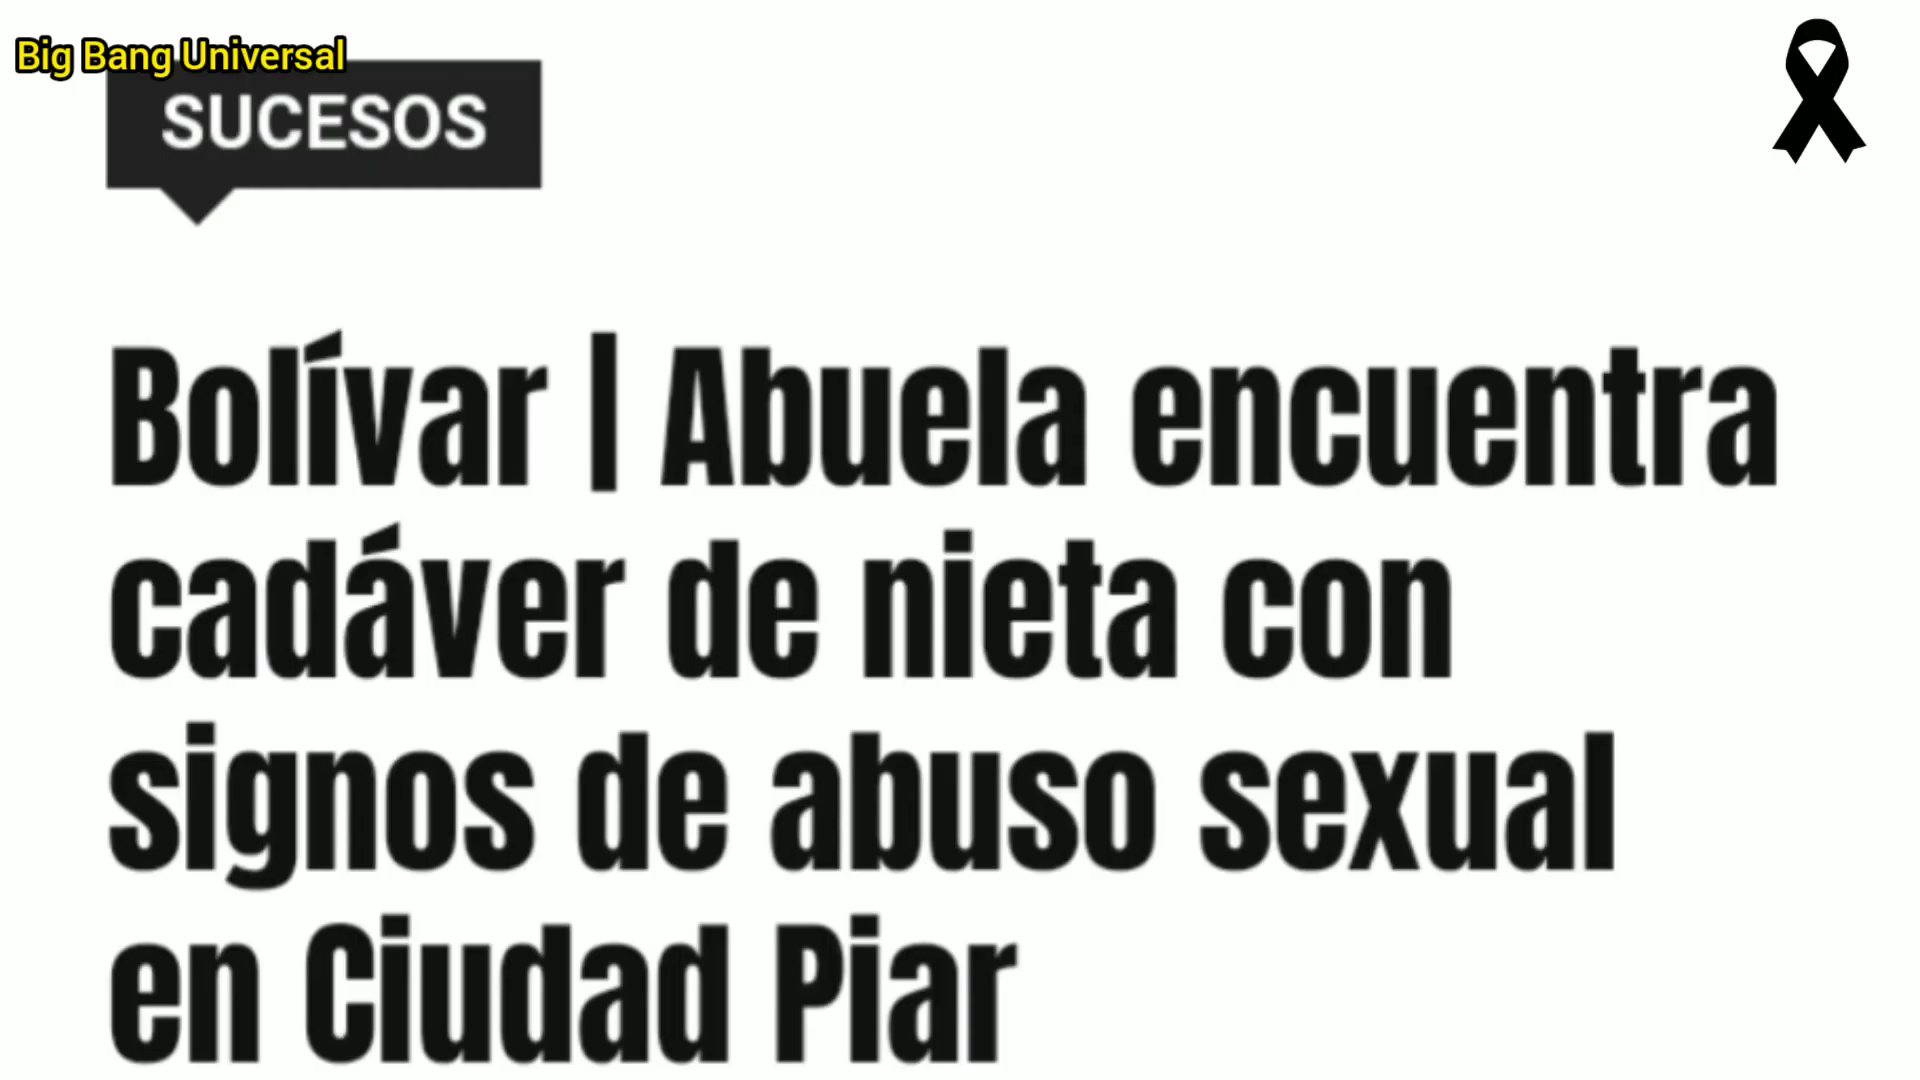 Big Bang Universal
SUCESOS
Bolívar | Abuela encuentra
cadáver de nieta con
signos de abuso sexual
en Ciudad Piar